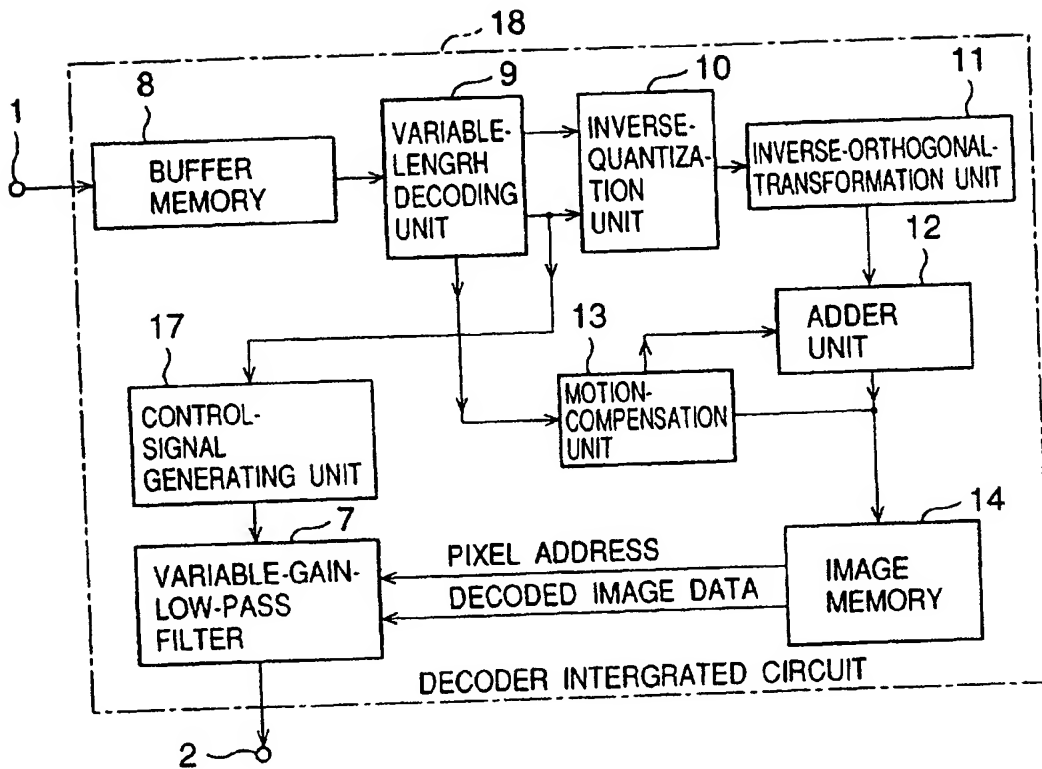 18
1
8
BUFFER
MEMORY
9
VARIABLE-
LENGRH
DECODING
UNIT
10
INVERSE-
QUANTIZA-
TION
UNIT
11
INVERSE-ORTHOGONAL-
TRANSFORMATION UNIT
12
ADDER
UNIT
13
MOTION-
COMPENSATION
UNIT
17
CONTROL-
SIGNAL
GENERATING UNIT
7
VARIABLE-GAIN-
LOW-PASS
FILTER
PIXEL ADDRESS
DECODED IMAGE DATA
14
IMAGE
MEMORY
DECODER INTERGRATED CIRCUIT
2